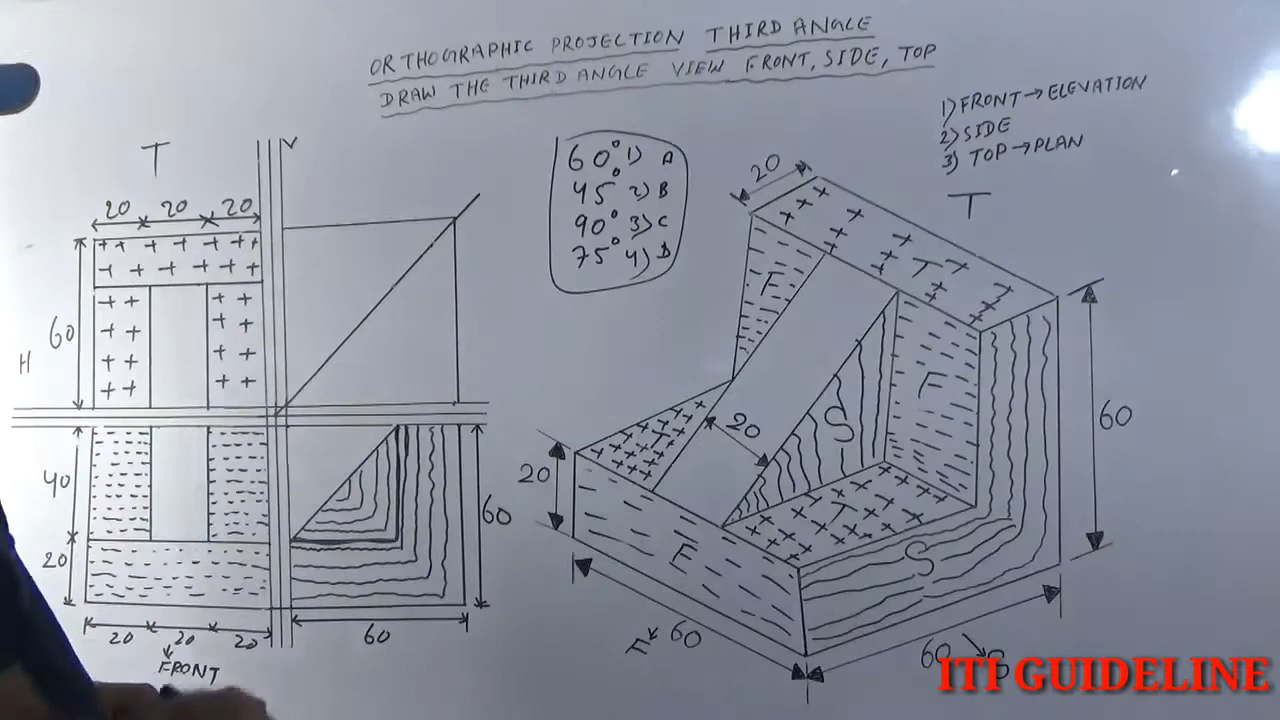 ORTHOGRAPHIC PROJECTION THIRD ANGLE
DRAW THE THIRD ANGLE VIEW FRONT, SIDE, TOP
1) FRONT → ELEVATION
2) SIDE
3) TOP → PLAN
60° 1) A
45° 2) B
90° 3) C
75° 4) D
T
V
20 20 20
60
H
40
20
20 20 20
FRONT
60
60
20
T
T
F
F
S
T
20
T
20
F
S
60
F 60
60 S
ITI GUIDELINE